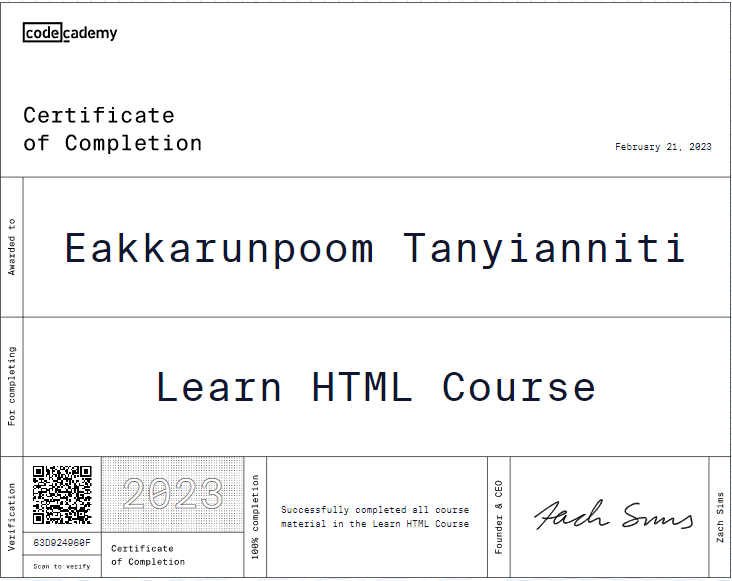 codecademy
Certificate
of Completion
February 21, 2023
Awarded to
Eakkarunpoom Tanyianniti
For completing
Learn HTML Course
Verification
63D924960F
Scan to verify
2023
Certificate
of Completion
100% completion
Successfully completed all course
material in the Learn HTML Course
Founder & CEO
Zach Sims
Zach Sims